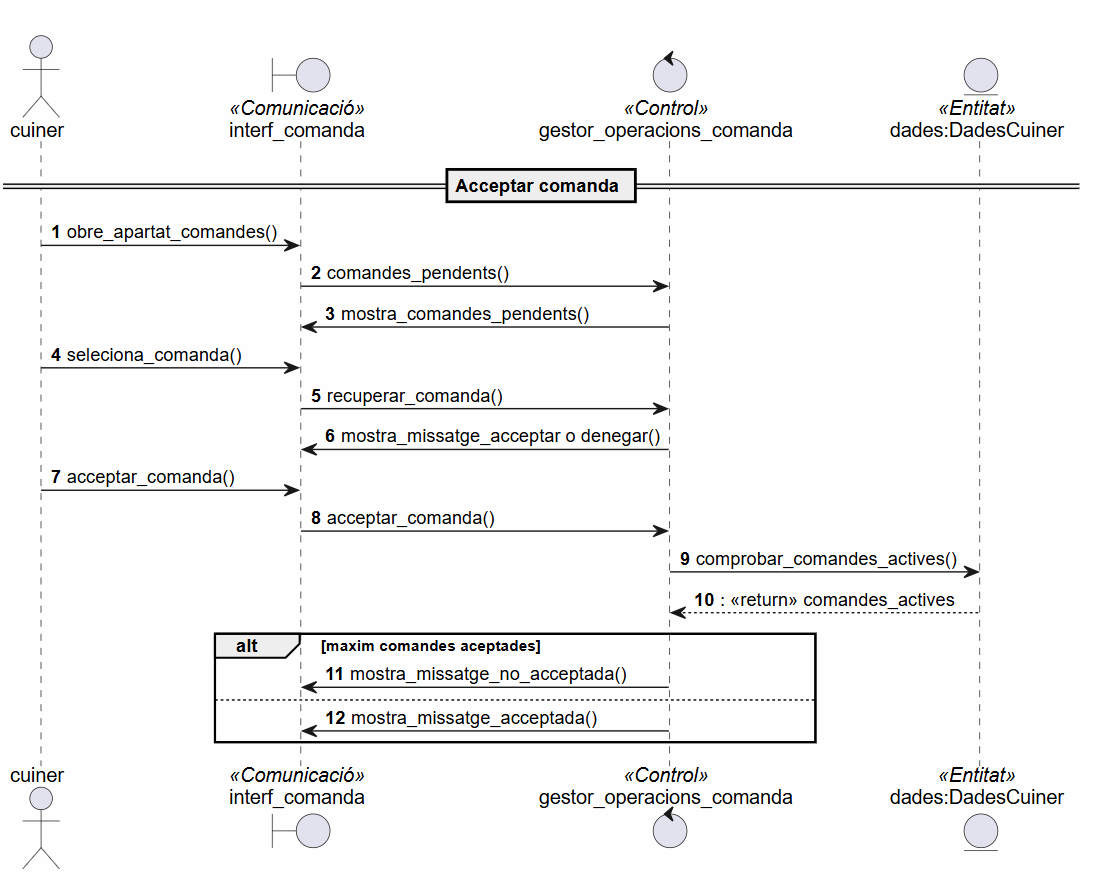 cuiner
«Comunicació»
interf_comanda
«Control»
gestor_operacions_comanda
«Entitat»
dades:DadesCuiner
Acceptar comanda
1 obre_apartat_comandes()
2 comandes_pendents()
3 mostra_comandes_pendents()
4 seleciona_comanda()
5 recuperar_comanda()
6 mostra_missatge_acceptar o denegar()
7 acceptar_comanda()
8 acceptar_comanda()
9 comprobar_comandes_actives()
10 : «return» comandes_actives
alt [maxim comandes aceptades]
11 mostra_missatge_no_acceptada()
12 mostra_missatge_acceptada()
cuiner
«Comunicació»
interf_comanda
«Control»
gestor_operacions_comanda
«Entitat»
dades:DadesCuiner